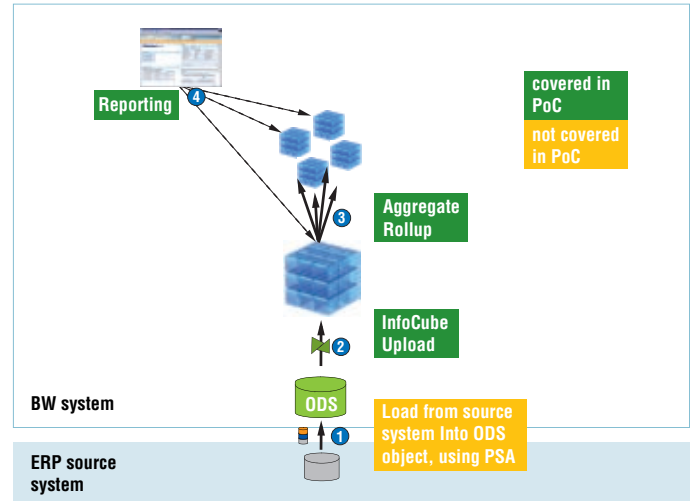 covered in
PoC
not covered
in PoC
Reporting
4
3
Aggregate
Rollup
InfoCube
Upload
2
ODS
BW system
Load from source
system Into ODS
object, using PSA
1
ERP source
system